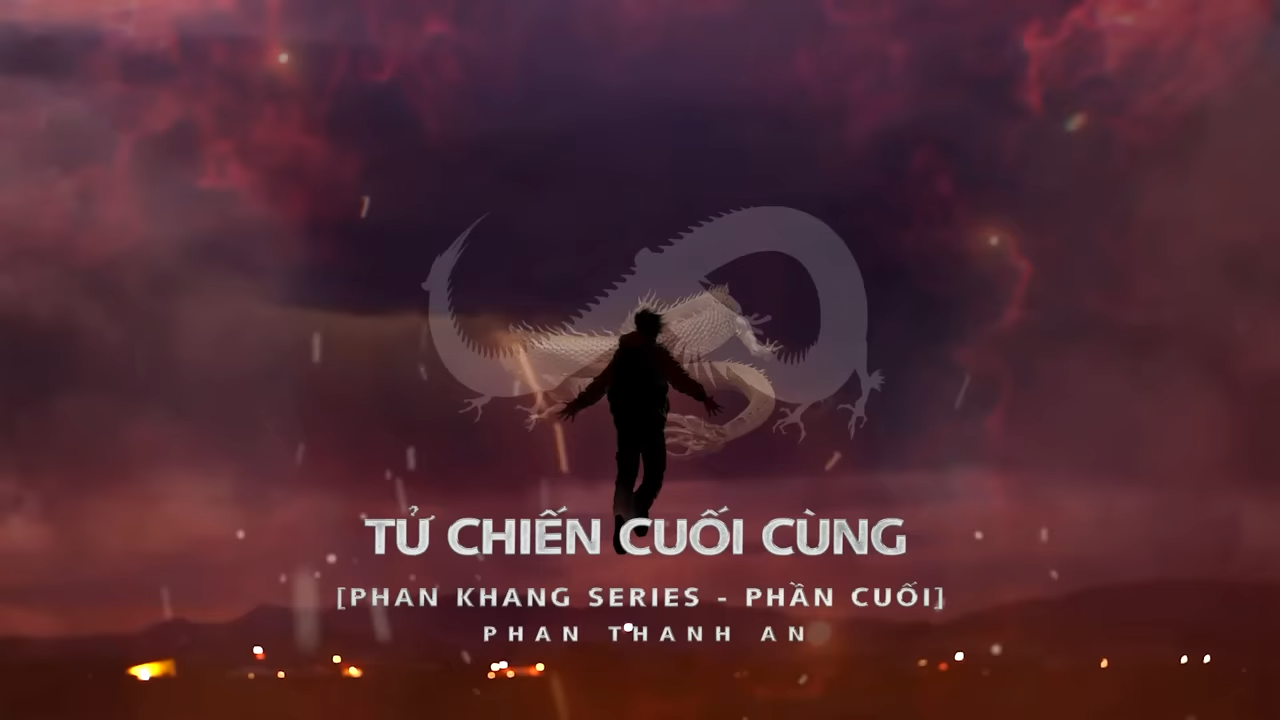 TỬ CHIẾN CUỐI CÙNG
[PHAN KHANG SERIES - PHẦN CUỐI]
PHAN THANH AN